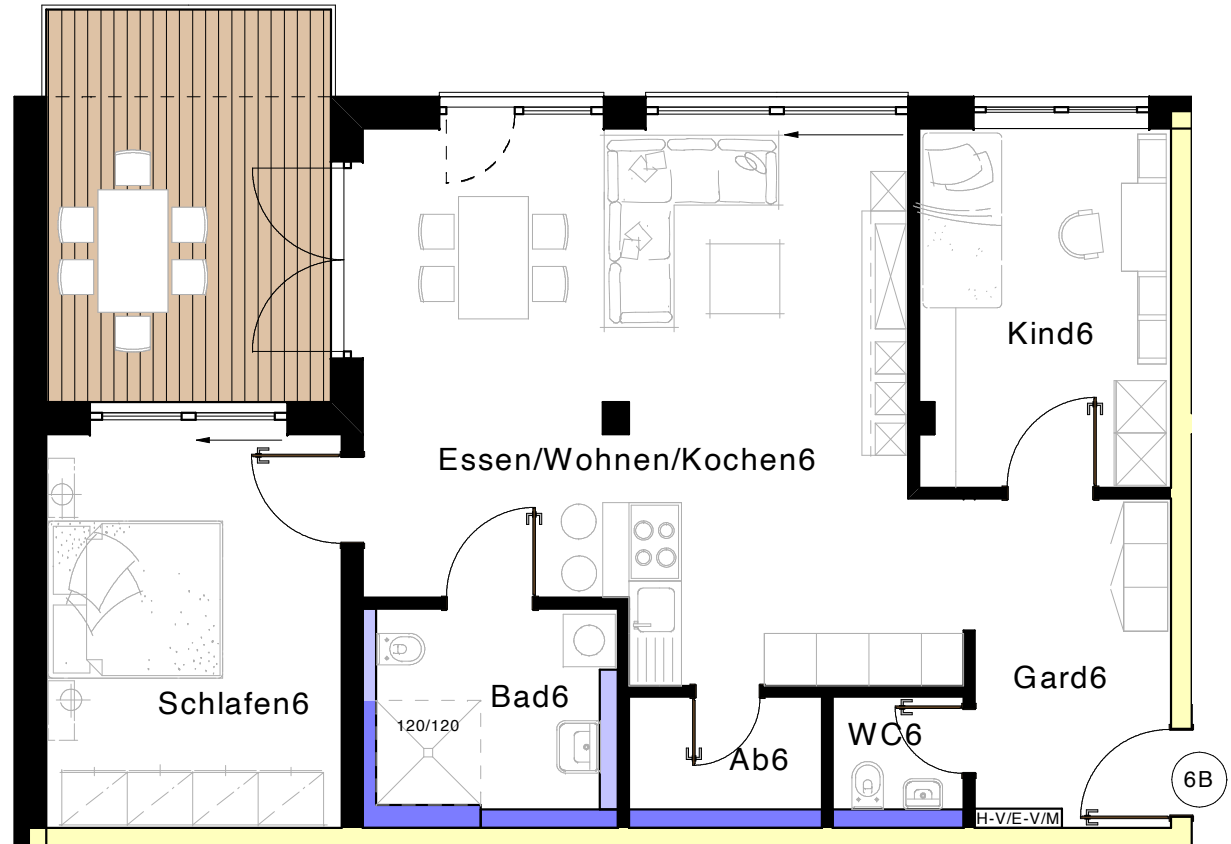 Kind6
Essen/Wohnen/Kochen6
Schlafen6
Bad6
Gard6
120/120
WC6
Ab6
6B
H-V/E-V/M